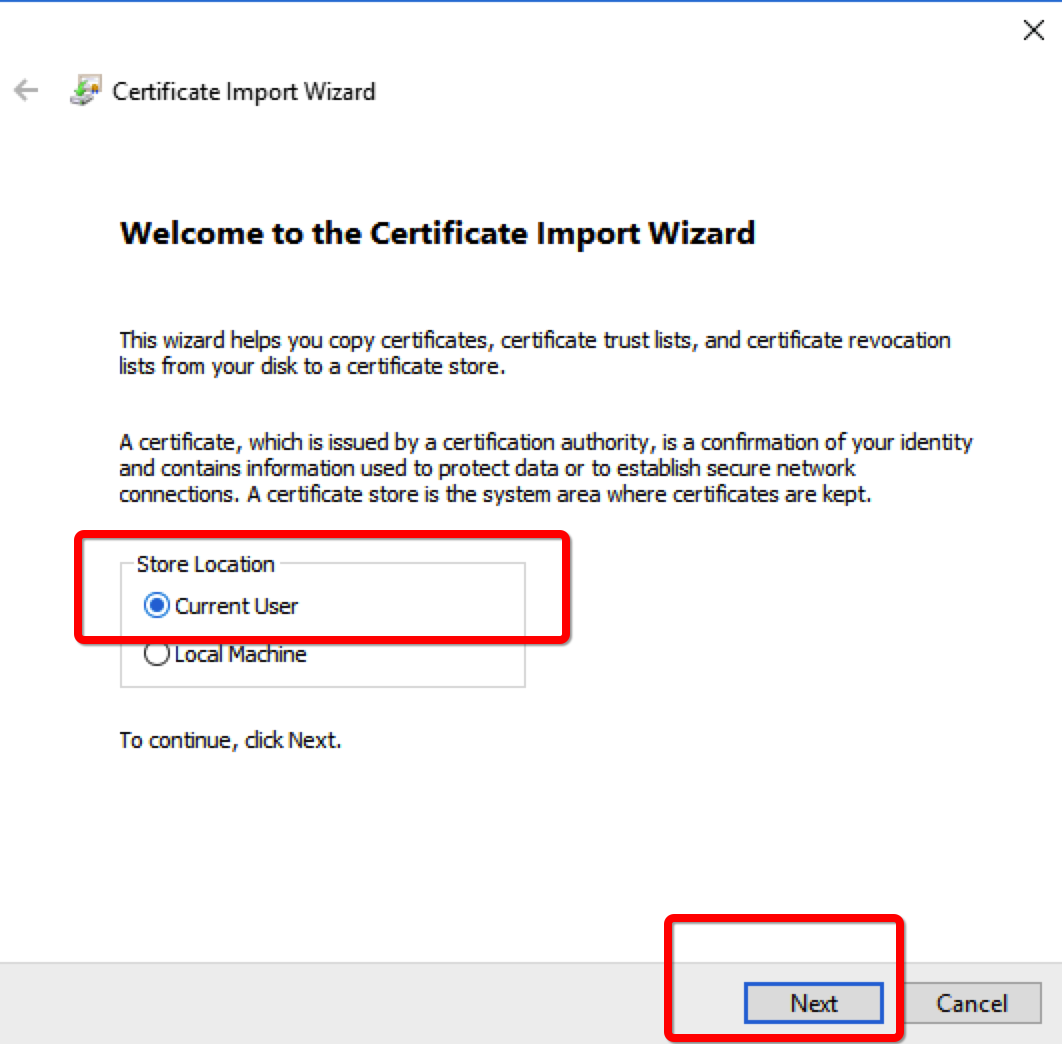 Certificate Import Wizard
Welcome to the Certificate Import Wizard
This wizard helps you copy certificates, certificate trust lists, and certificate revocation
lists from your disk to a certificate store.
A certificate, which is issued by a certification authority, is a confirmation of your identity
and contains information used to protect data or to establish secure network
connections. A certificate store is the system area where certificates are kept.
Store Location
Current User
Local Machine
To continue, click Next.
Next
Cancel